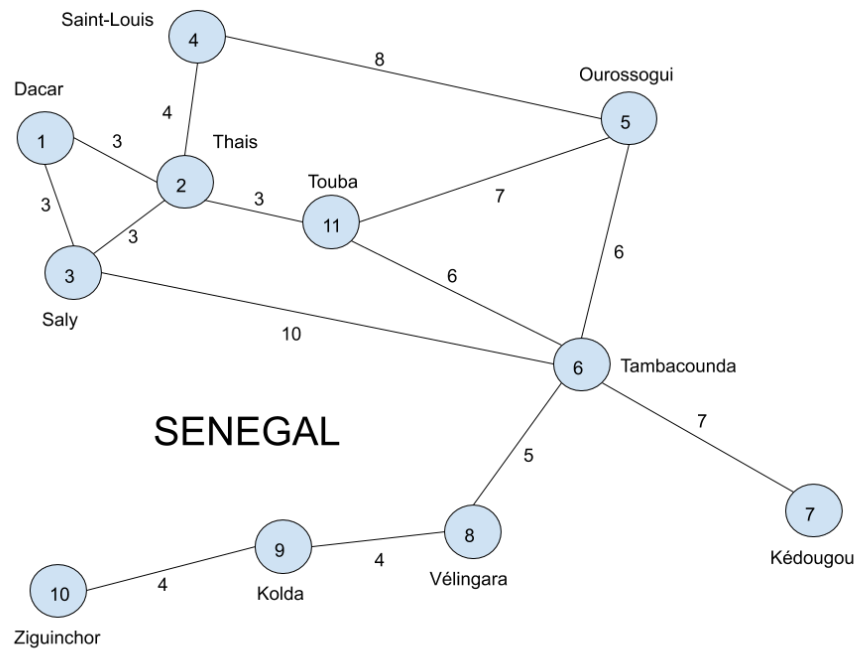 Saint-Louis
4
8
Ourossogui
5
Dacar
1
3
4
Thais
2
Touba
11
3
7
3
3
3
Saly
6
6
10
6
Tambacounda
SENEGAL
7
5
7
Kédougou
8
Vélingara
4
9
Kolda
4
10
Ziguinchor